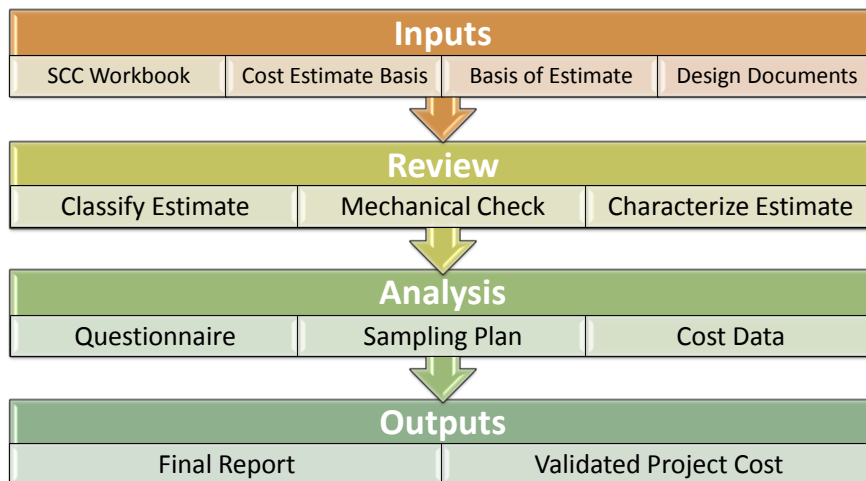 Inputs
SCC Workbook Cost Estimate Basis Basis of Estimate Design Documents
Review
Classify Estimate Mechanical Check Characterize Estimate
Analysis
Questionnaire Sampling Plan Cost Data
Outputs
Final Report Validated Project Cost